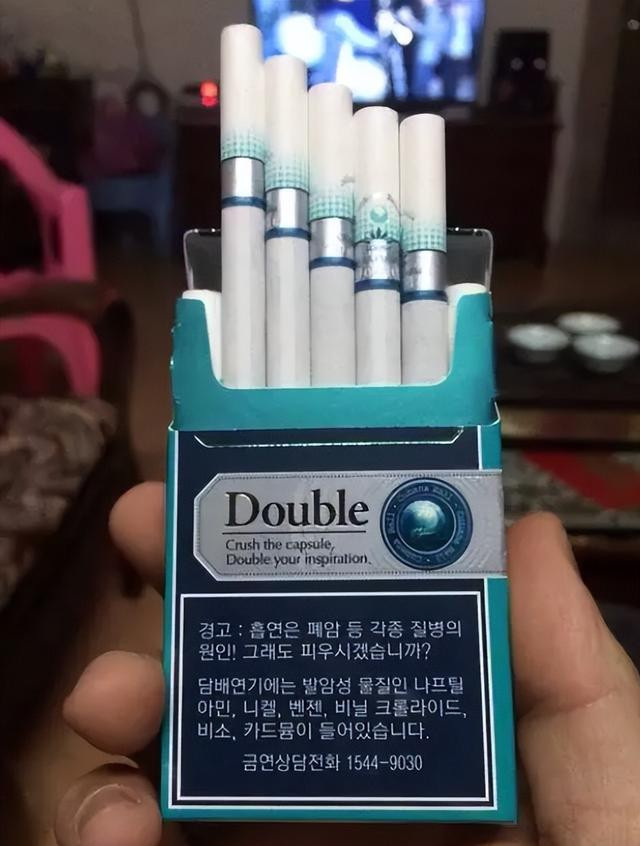 Double
Crush the capsule,
Double your inspiration.
경고 : 흡연은 폐암 등 각종 질병의
원인! 그래도 피우시겠습니까?
담배연기에는 발암성 물질인 나프틸
아민, 니켈, 벤젠, 비닐 크롤라이드,
비소, 카드뮴이 들어있습니다.
금연상담전화 1544-9030